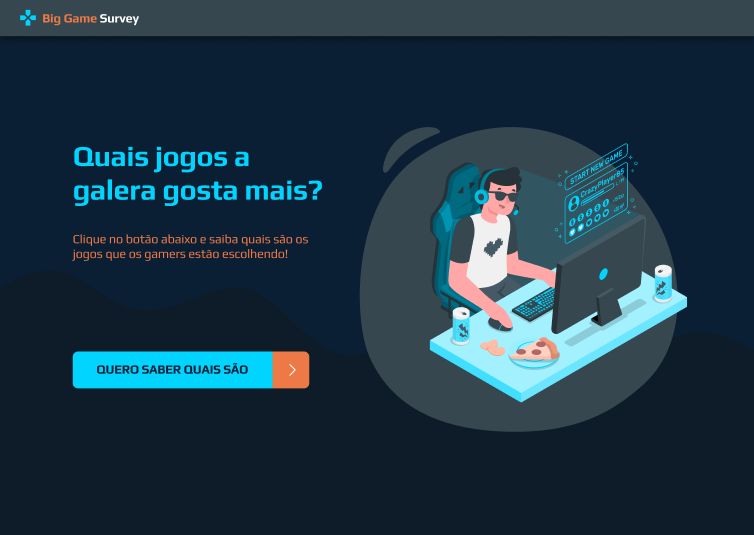 Big Game Survey
Quais jogos a
galera gosta mais?
Clique no botão abaixo e saiba quais são os
jogos que os gamers estão escolhendo!
QUERO SABER QUAIS SÃO
START NEW GAME
CrazyPlayer85